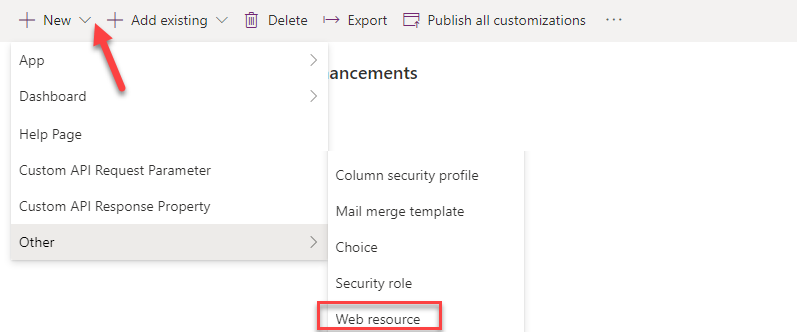 New Add existing Delete Export Publish all customizations ...
App
ancements
Dashboard
Help Page
Custom API Request Parameter
Custom API Response Property
Other
Column security profile
Mail merge template
Choice
Security role
Web resource